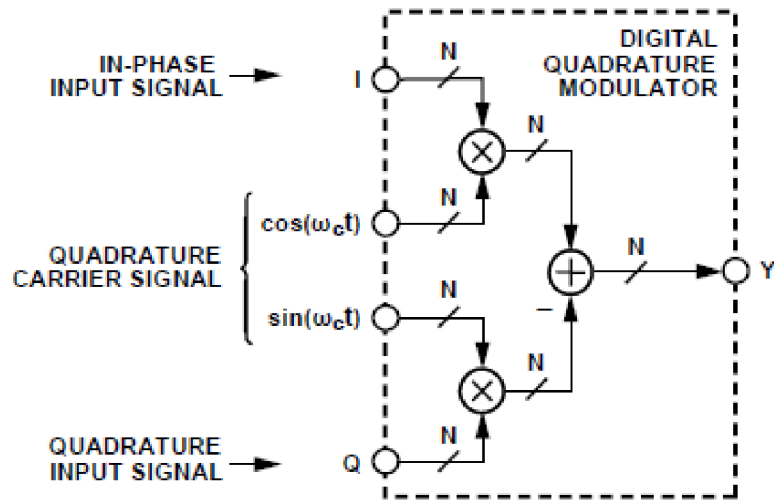 IN-PHASE
INPUT SIGNAL
I
N
DIGITAL
QUADRATURE
MODULATOR
N
cos(ωct)
N
QUADRATURE
CARRIER SIGNAL
N
Y
sin(ωct)
N
–
N
QUADRATURE
INPUT SIGNAL
Q
N